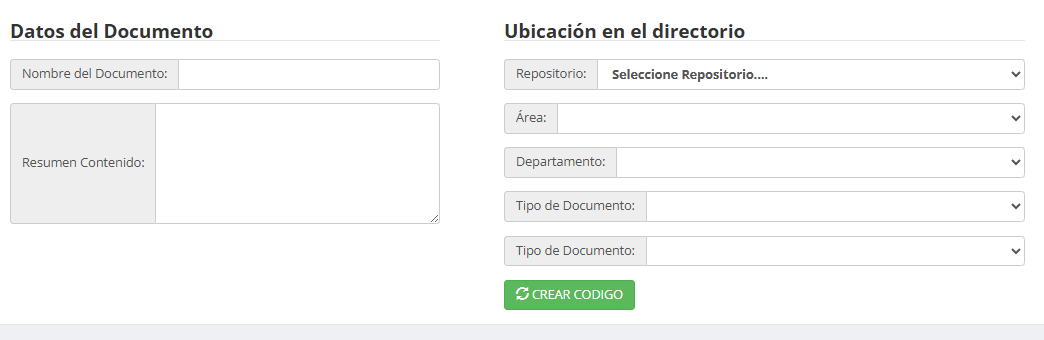 Datos del Documento
Nombre del Documento:
Resumen Contenido:
Ubicación en el directorio
Repositorio: Seleccione Repositorio....
Área:
Departamento:
Tipo de Documento:
Tipo de Documento:
CREAR CODIGO